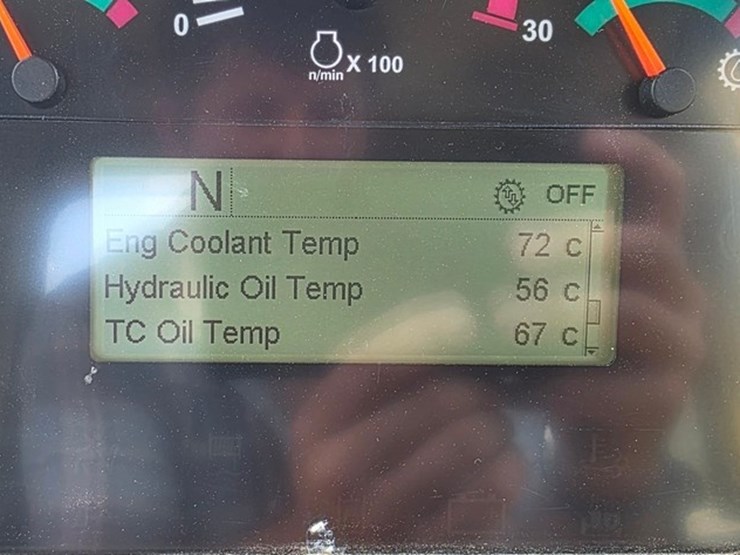 0
30
n/min X 100
N OFF
Eng Coolant Temp 72 c
Hydraulic Oil Temp 56 c
TC Oil Temp 67 c